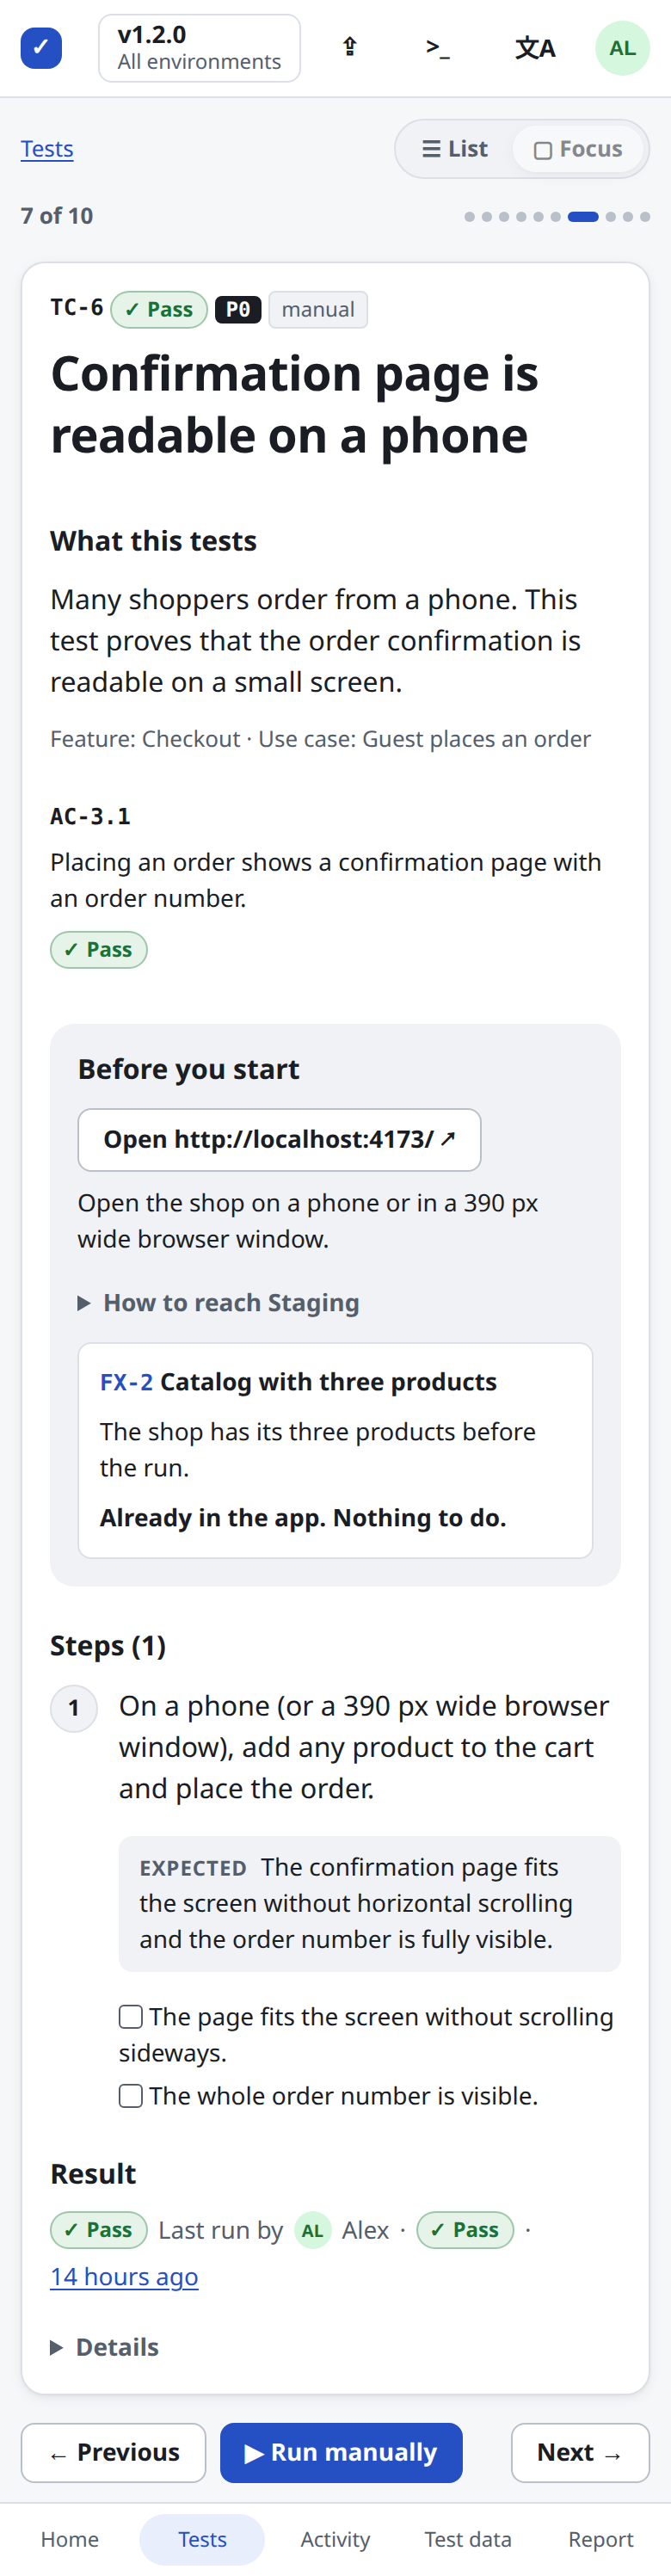 ✓
v1.2.0
All environments
⇪
>_
文A
AL
Tests
☰ List
▢ Focus
7 of 10
TC-6 ✓ Pass P0 manual
Confirmation page is
readable on a phone
What this tests
Many shoppers order from a phone. This
test proves that the order confirmation is
readable on a small screen.
Feature: Checkout · Use case: Guest places an order
AC-3.1
Placing an order shows a confirmation page with
an order number.
✓ Pass
Before you start
Open http://localhost:4173/ ↗
Open the shop on a phone or in a 390 px
wide browser window.
▶ How to reach Staging
FX-2 Catalog with three products
The shop has its three products before
the run.
Already in the app. Nothing to do.
Steps (1)
1
On a phone (or a 390 px wide browser
window), add any product to the cart
and place the order.
EXPECTED The confirmation page fits
the screen without horizontal scrolling
and the order number is fully visible.
The page fits the screen without scrolling
sideways.
The whole order number is visible.
Result
✓ Pass Last run by AL Alex · ✓ Pass ·
14 hours ago
▶ Details
← Previous
▶ Run manually
Next →
Home
Tests
Activity
Test data
Report